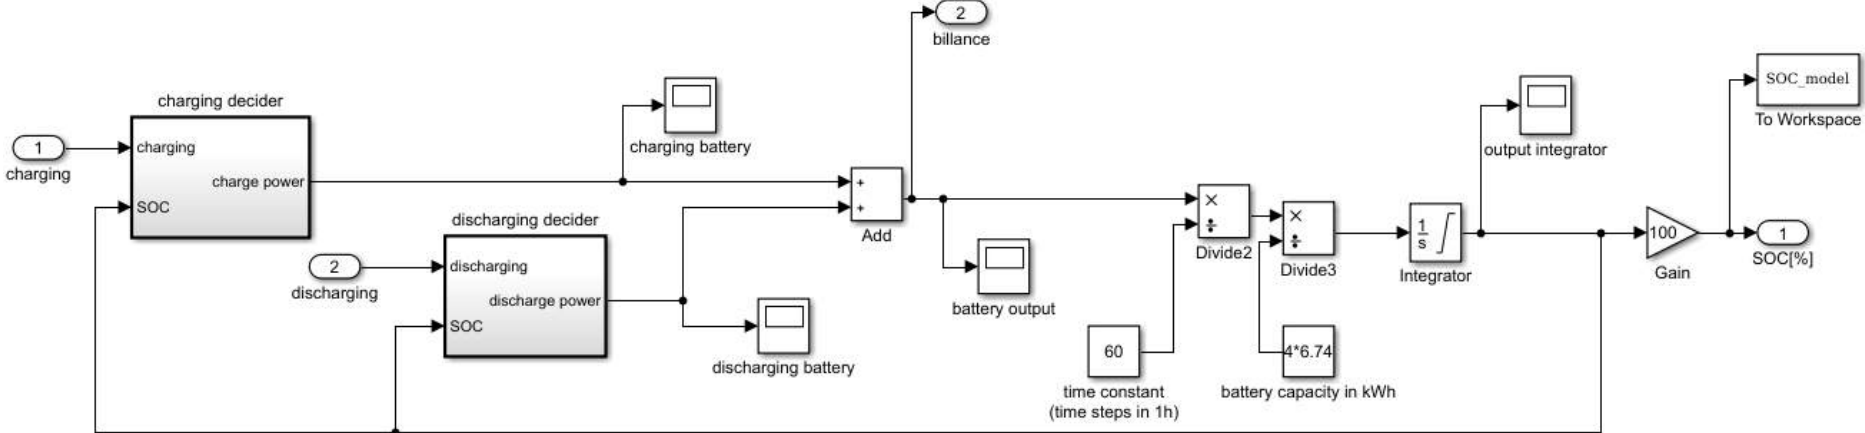 2
billance
SOC_model
To Workspace
charging decider
charging
charge power
SOC
1
charging
charging battery
output integrator
discharging decider
discharging
discharge power
SOC
2
discharging
discharging battery
+
+
Add
battery output
×
÷
Divide2
×
÷
Divide3
1
s
Integrator
100
Gain
1
SOC[%]
60
time constant
(time steps in 1h)
4*6.74
battery capacity in kWh